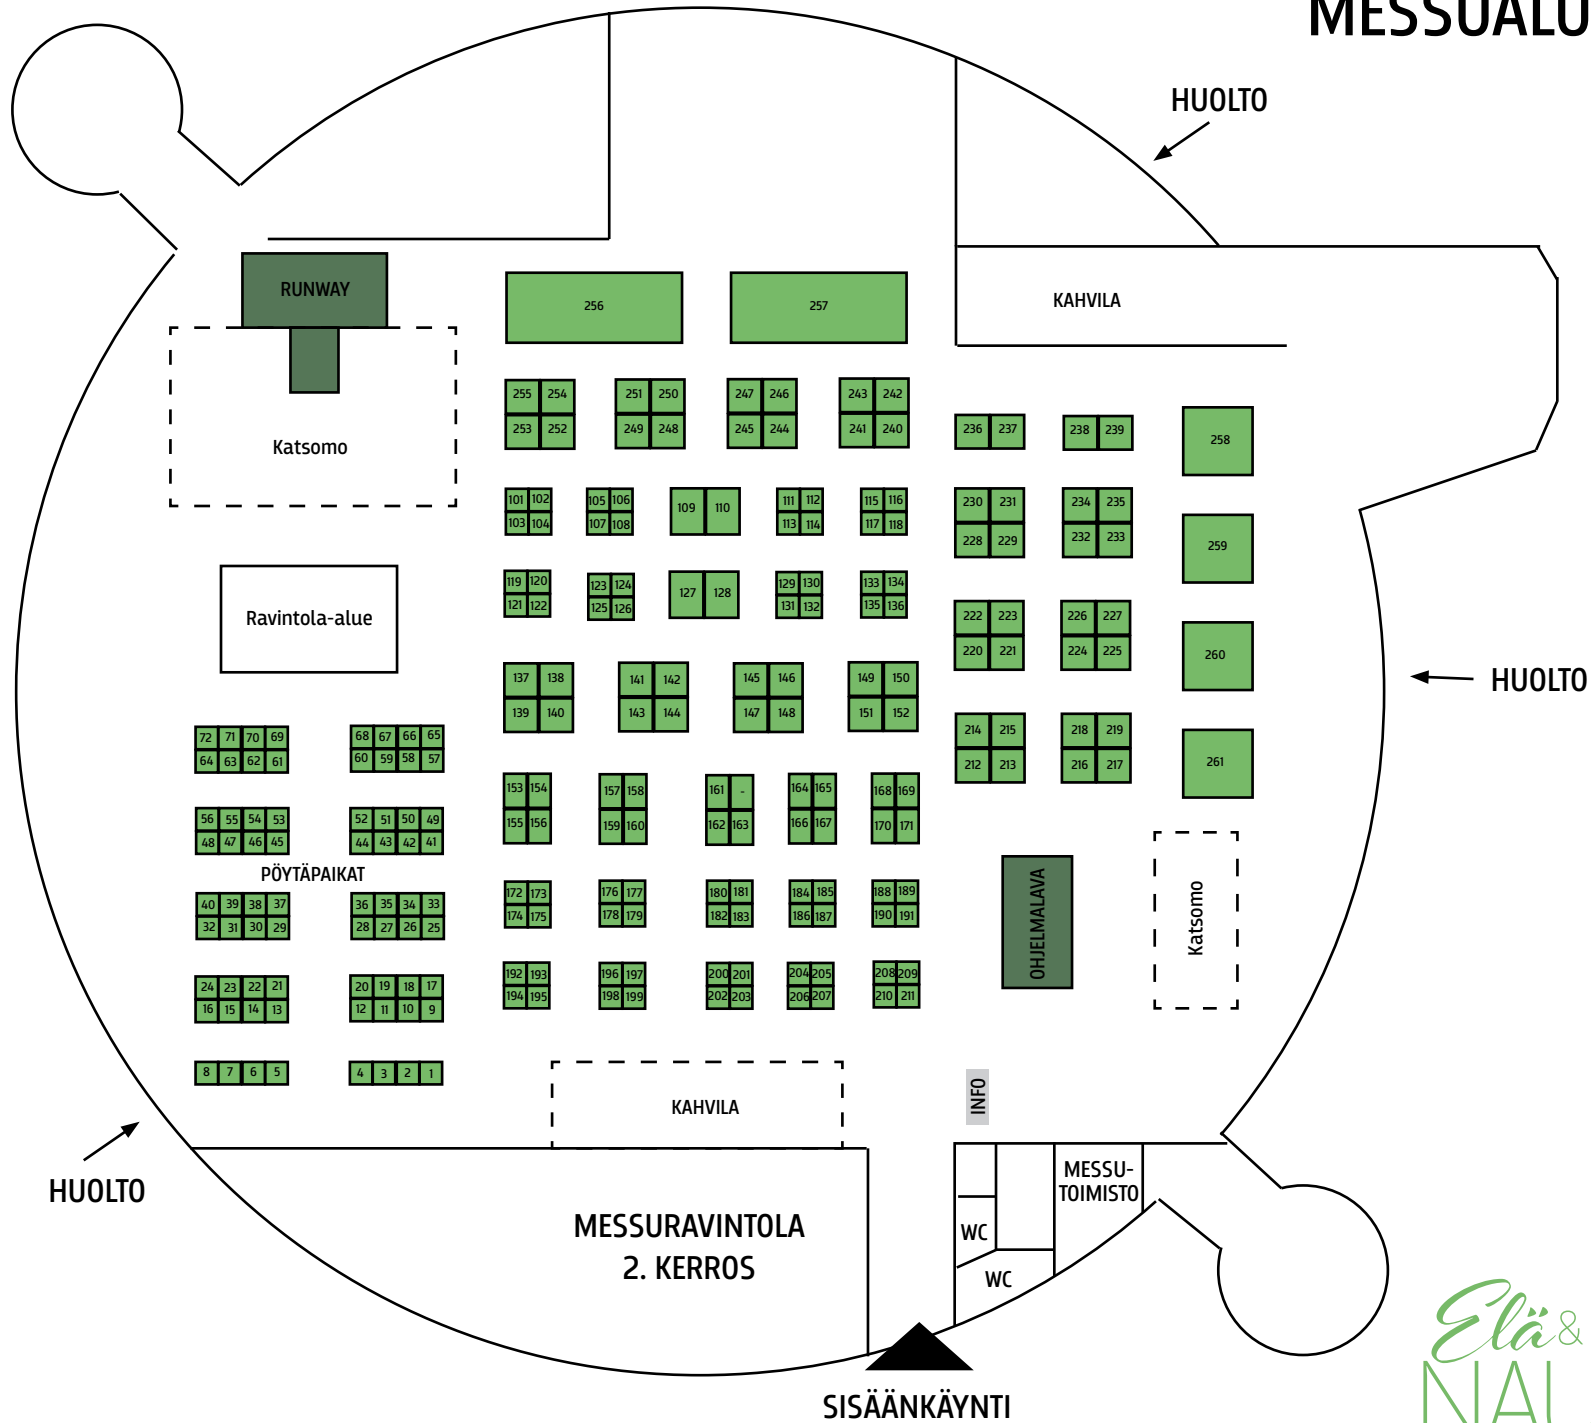 MESSUALU
HUOLTO
RUNWAY
256
257
KAHVILA
255 254 251 250 247 246 243 242
253 252 249 248 245 244 241 240
236 237 238 239
258
Katsomo
101 102 105 106 109 110 111 112 115 116
103 104 107 108 113 114 117 118
230 231 234 235
228 229 232 233
259
119 120 123 124 127 128 129 130 133 134
121 122 125 126 131 132 135 136
Ravintola-alue
222 223 226 227
220 221 224 225
260
HUOLTO
137 138 141 142 145 146 149 150
139 140 143 144 147 148 151 152
72 71 70 69 68 67 66 65
64 63 62 61 60 59 58 57
214 215 218 219
212 213 216 217
261
153 154 157 158 161 - 164 165 168 169
155 156 159 160 162 163 166 167 170 171
56 55 54 53 52 51 50 49
48 47 46 45 44 43 42 41
PÖYTÄPAIKAT
40 39 38 37 36 35 34 33
32 31 30 29 28 27 26 25
172 173 176 177 180 181 184 185 188 189
174 175 178 179 182 183 186 187 190 191
OHJELMALAVA
Katsomo
24 23 22 21 20 19 18 17
16 15 14 13 12 11 10 9
192 193 196 197 200 201 204 205 208 209
194 195 198 199 202 203 206 207 210 211
8 7 6 5 4 3 2 1
KAHVILA
INFO
HUOLTO
MESSU-
TOIMISTO
WC
WC
MESSURAVINTOLA
2. KERROS
SISÄÄNKÄYNTI
Elä &
NAU